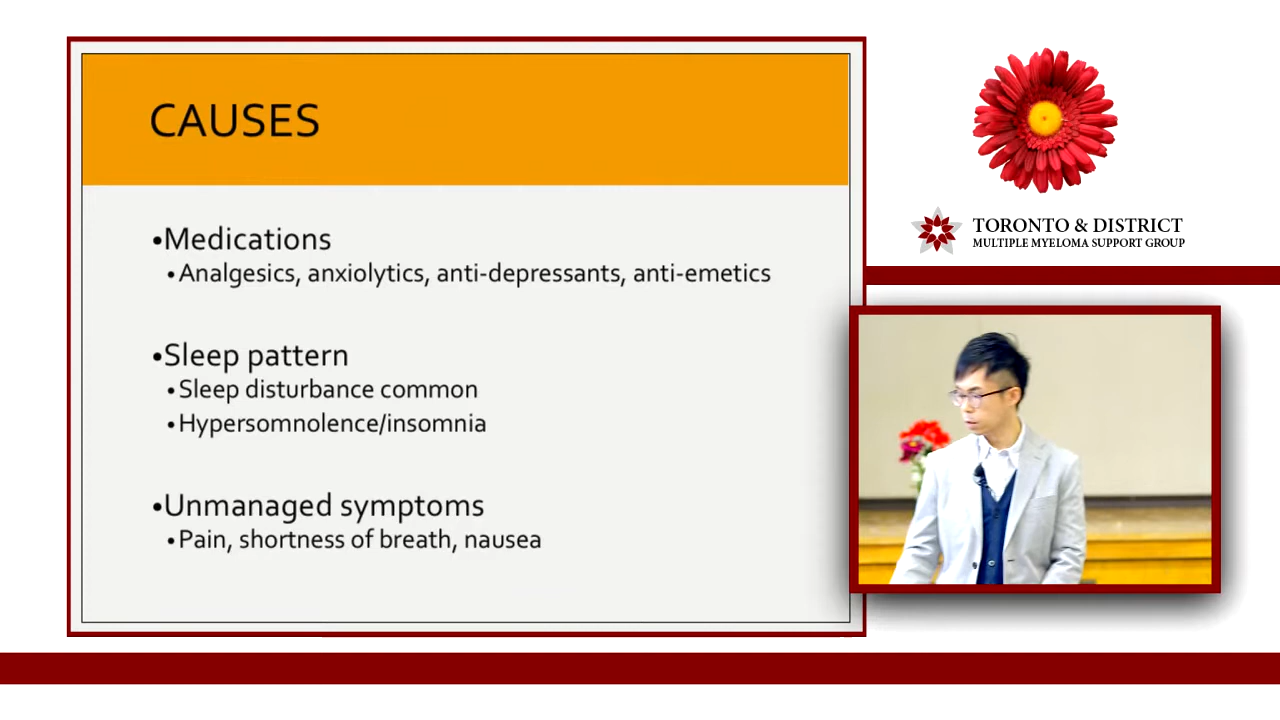 CAUSES
•Medications
•Analgesics, anxiolytics, anti-depressants, anti-emetics
•Sleep pattern
•Sleep disturbance common
•Hypersomnolence/insomnia
•Unmanaged symptoms
•Pain, shortness of breath, nausea
TORONTO & DISTRICT
MULTIPLE MYELOMA SUPPORT GROUP